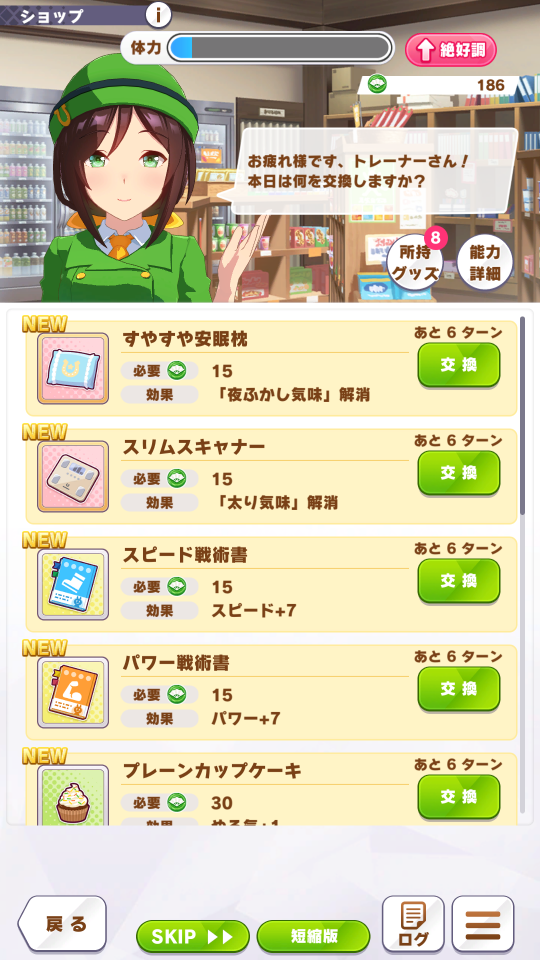 ショップ
i
体力
絶好調
186
お疲れ様です、トレーナーさん！
本日は何を交換しますか？
8
所持
グッズ
能力
詳細
NEW
すやすや安眠枕
あと 6 ターン
必要 15
交換
効果 「夜ふかし気味」解消
NEW
スリムスキャナー
あと 6 ターン
必要 15
交換
効果 「太り気味」解消
NEW
スピード戦術書
あと 6 ターン
必要 15
交換
効果 スピード+7
NEW
パワー戦術書
あと 6 ターン
必要 15
交換
効果 パワー+7
NEW
プレーンカップケーキ
あと 6 ターン
必要 30
交換
効果 やる気+1
戻る
SKIP
短縮版
ログ